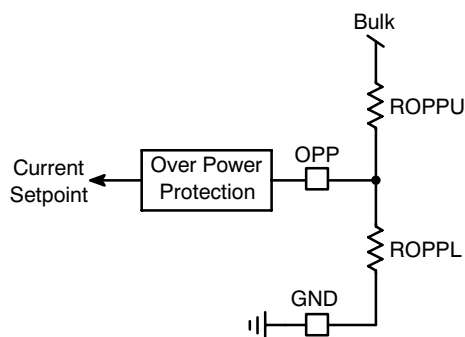 Bulk
ROPPU
OPP
Over Power
Protection
Current
Setpoint
ROPPL
GND